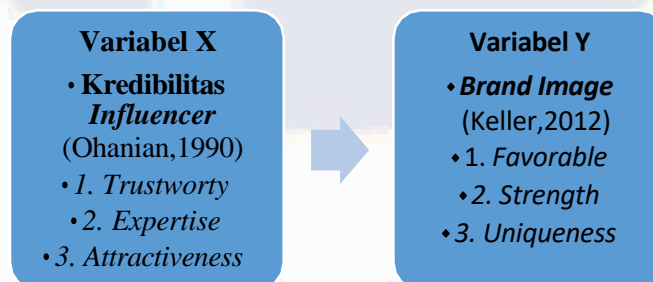 Variabel X
• Kredibilitas
Influencer
(Ohanian,1990)
• 1. Trustworty
• 2. Expertise
• 3. Attractiveness
Variabel Y
• Brand Image
(Keller,2012)
• 1. Favorable
• 2. Strength
• 3. Uniqueness